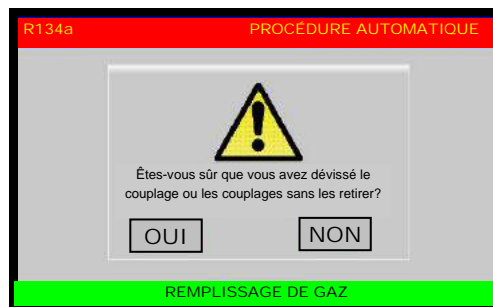 R134a PROCÉDURE AUTOMATIQUE
Êtes-vous sûr que vous avez dévissé le
couplage ou les couplages sans les retirer?
OUI NON
REMPLISSAGE DE GAZ